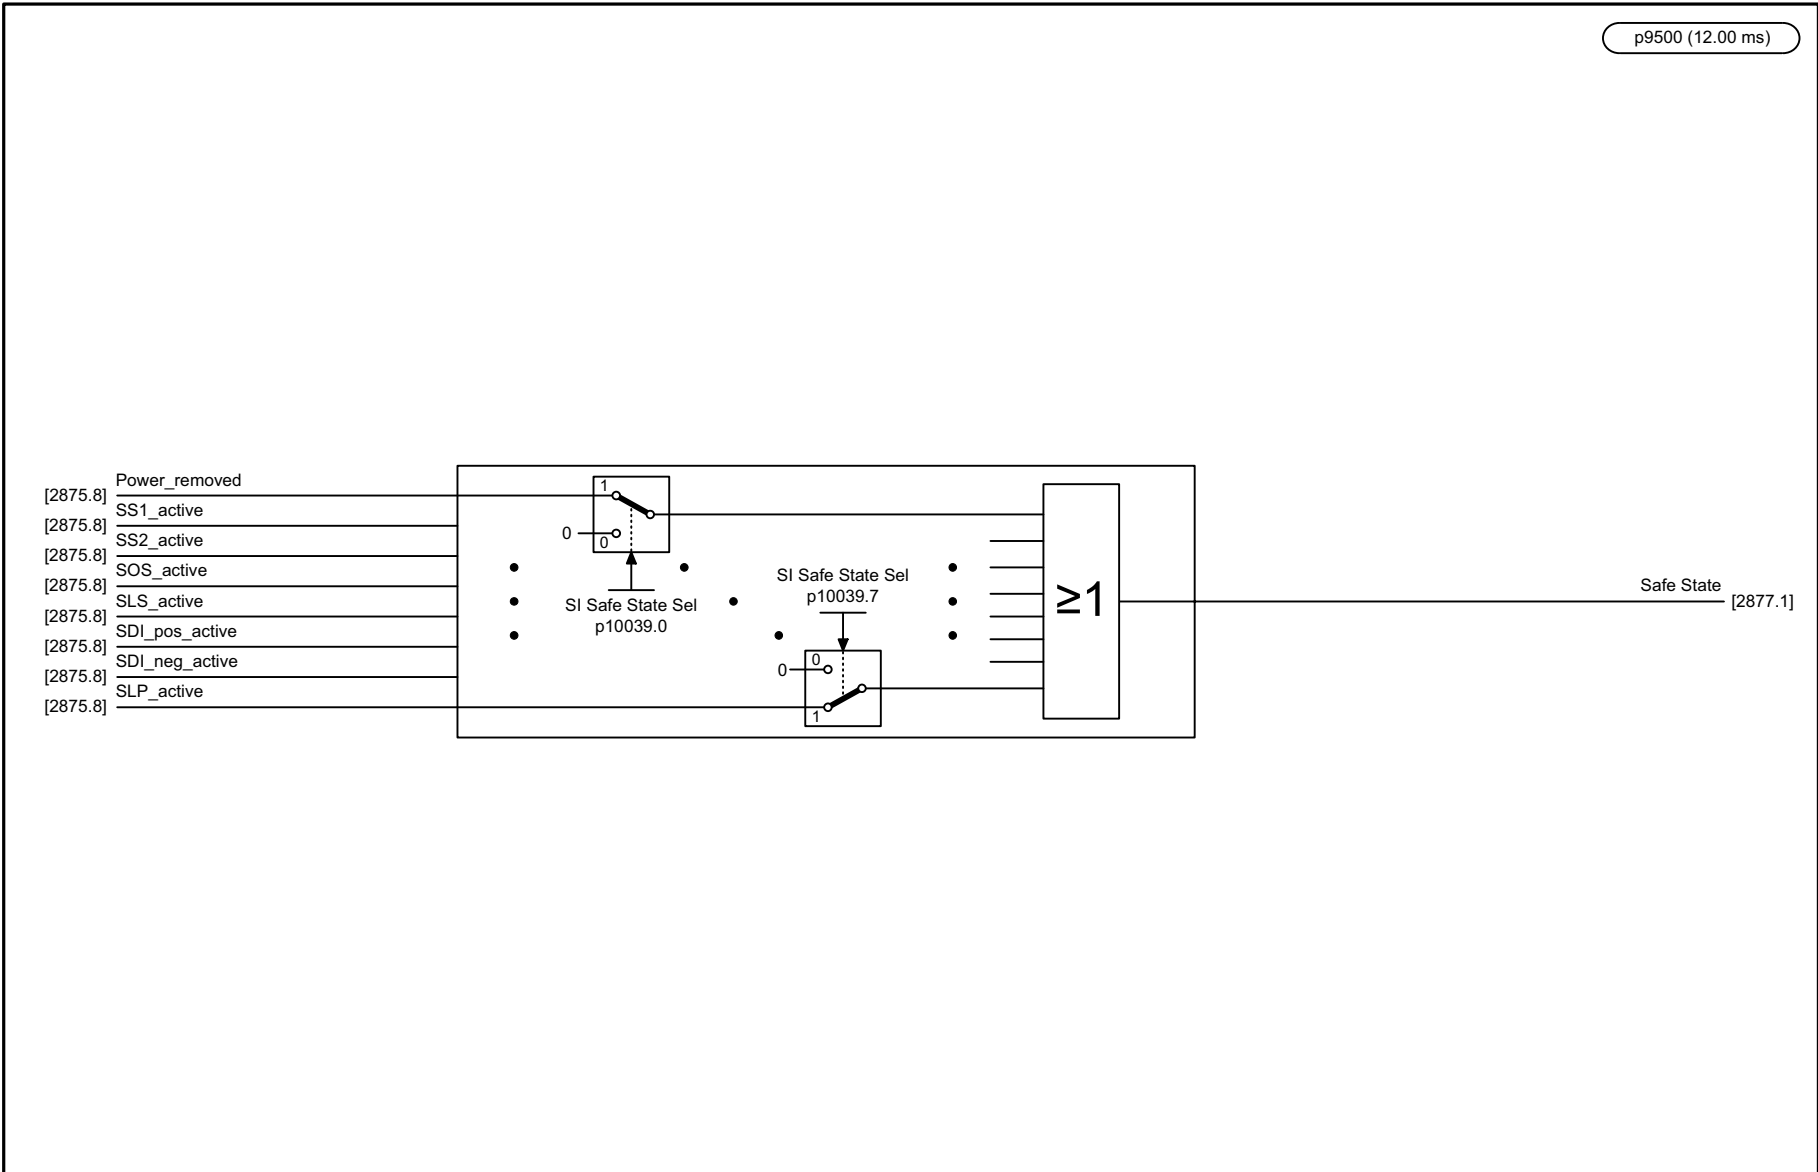 p9500 (12.00 ms)
Power_removed
[2875.8]
SS1_active
[2875.8]
SS2_active
[2875.8]
SOS_active
[2875.8]
SLS_active
[2875.8]
SDI_pos_active
[2875.8]
SDI_neg_active
[2875.8]
SLP_active
[2875.8]
1
0
0
SI Safe State Sel
p10039.0
SI Safe State Sel
p10039.7
0
0
1
≥1
Safe State
[2877.1]